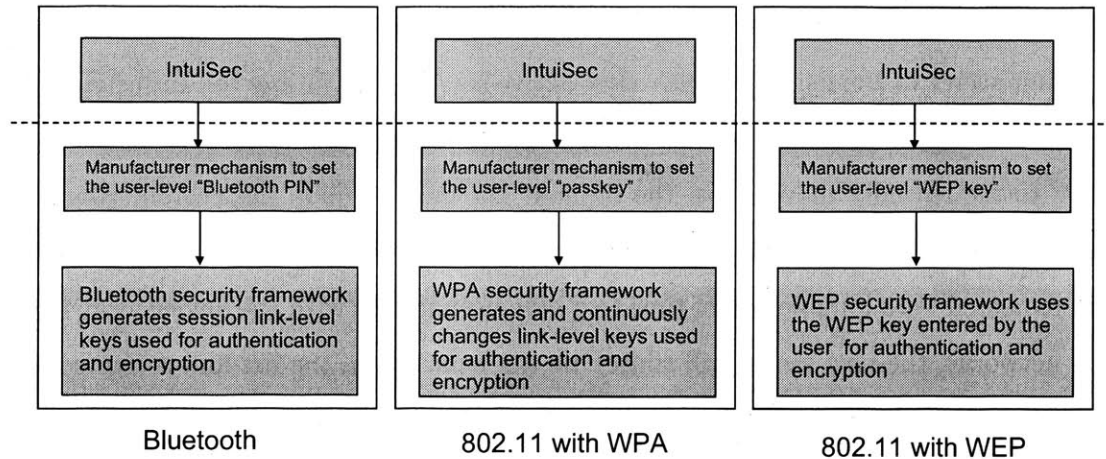 IntuiSec
Manufacturer mechanism to set
the user-level “Bluetooth PIN”
Bluetooth security framework
generates session link-level
keys used for authentication
and encryption
Bluetooth
IntuiSec
Manufacturer mechanism to set
the user-level “passkey”
WPA security framework
generates and continuously
changes link-level keys used
for authentication and
encryption
802.11 with WPA
IntuiSec
Manufacturer mechanism to set
the user-level “WEP key”
WEP security framework uses
the WEP key entered by the
user for authentication and
encryption
802.11 with WEP